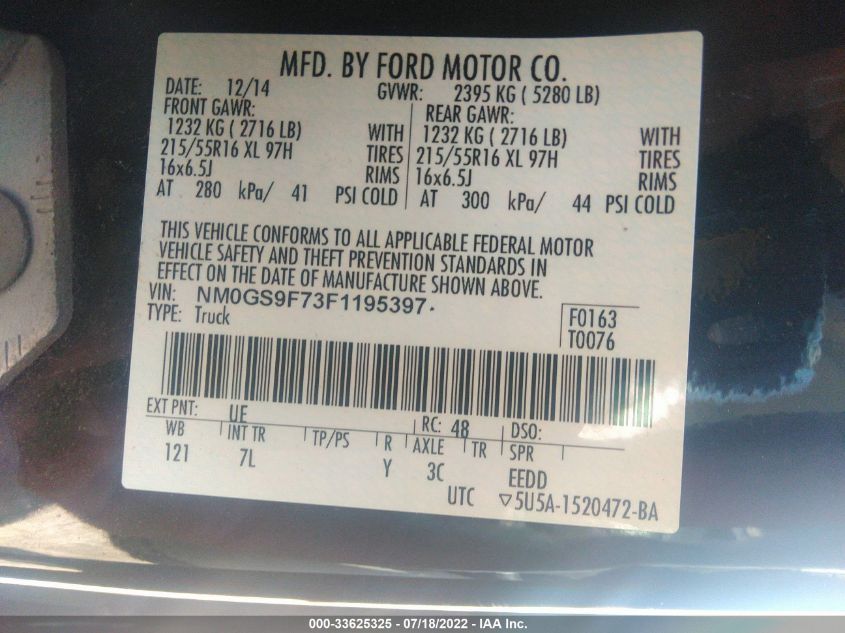 MFD. BY FORD MOTOR CO.
DATE: 12/14 GVWR: 2395 KG ( 5280 LB)
FRONT GAWR: REAR GAWR:
1232 KG ( 2716 LB) WITH 1232 KG ( 2716 LB) WITH
215/55R16 XL 97H TIRES 215/55R16 XL 97H TIRES
16x6.5J RIMS 16x6.5J RIMS
AT 280 kPa/ 41 PSI COLD AT 300 kPa/ 44 PSI COLD
THIS VEHICLE CONFORMS TO ALL APPLICABLE FEDERAL MOTOR
VEHICLE SAFETY AND THEFT PREVENTION STANDARDS IN
EFFECT ON THE DATE OF MANUFACTURE SHOWN ABOVE.
VIN: NM0GS9F73F1195397.
TYPE: Truck
F0163
T0076
EXT PNT: UE RC: 48 DSO:
WB INT TR TP/PS R AXLE TR SPR
121 7L Y 3C EEDD
UTC ▽5U5A-1520472-BA
000-33625325 - 07/18/2022 - IAA Inc.